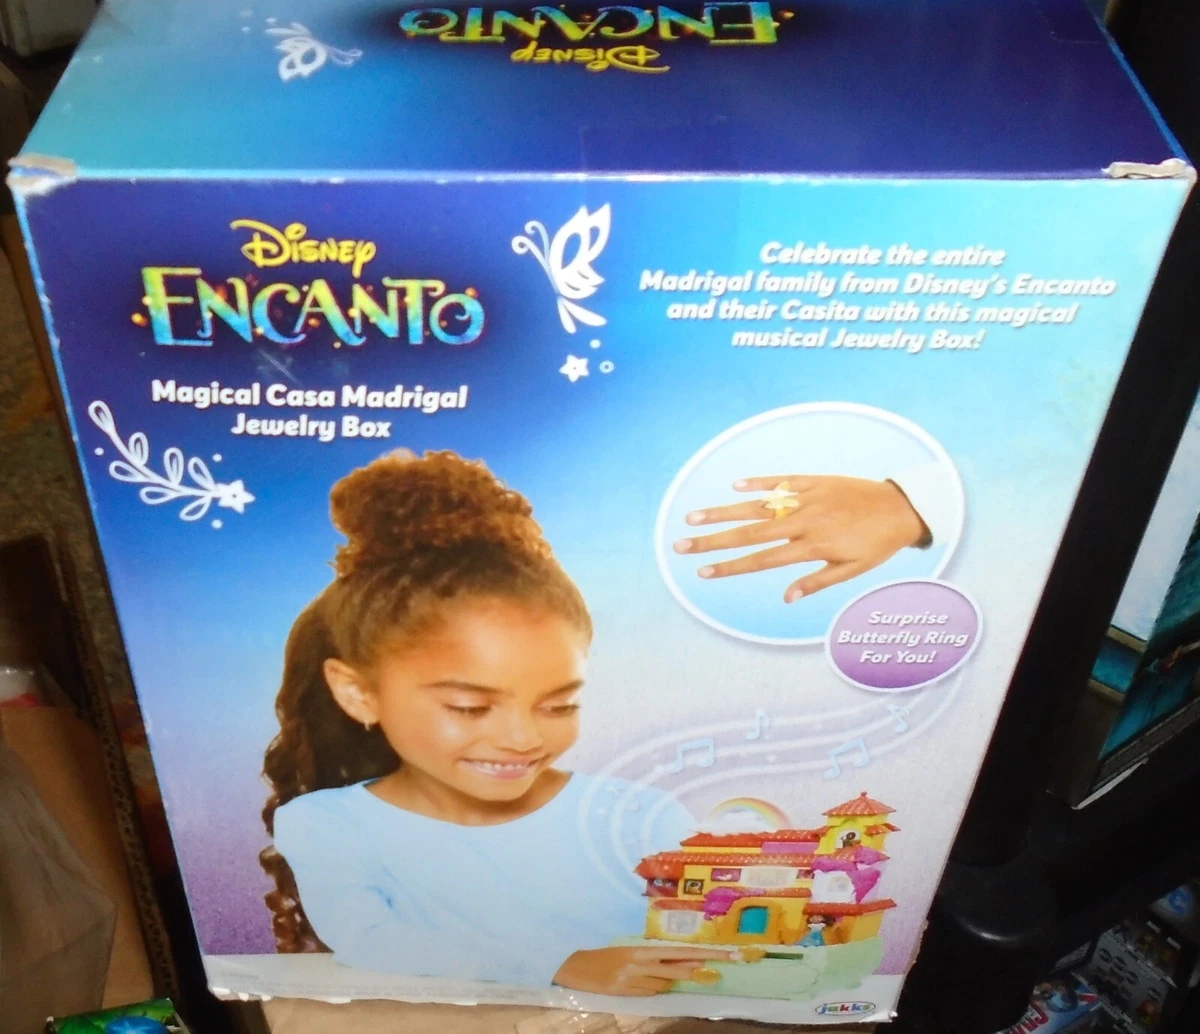 Disney
ENCANTO
Disney
ENCANTO
Magical Casa Madrigal
Jewelry Box
Celebrate the entire
Madrigal family from Disney's Encanto
and their Casita with this magical
musical Jewelry Box!
Surprise
Butterfly Ring
For You!
jakks